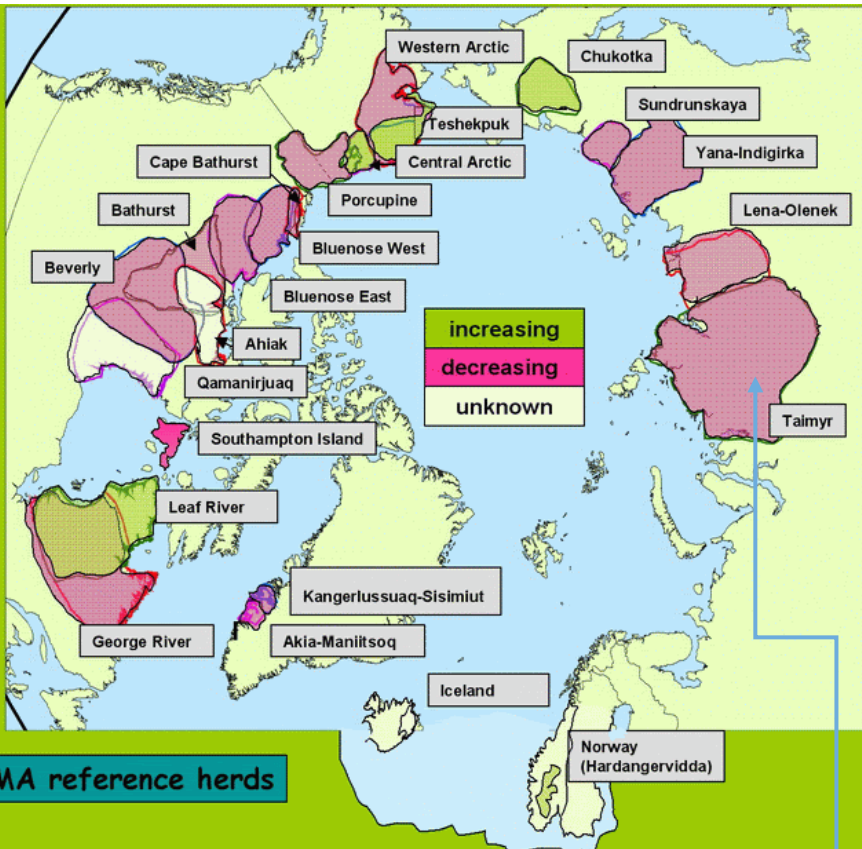 Western Arctic
Chukotka
Sundrunskaya
Teshekpuk
Yana-Indigirka
Cape Bathurst
Central Arctic
Porcupine
Bathurst
Lena-Olenek
Bluenose West
Beverly
Bluenose East
increasing
Ahiak
decreasing
Qamanirjuaq
unknown
Taimyr
Southampton Island
Leaf River
Kangerlussuaq-Sisimiut
George River
Akia-Maniitsoq
Iceland
Norway
(Hardangervidda)
MA reference herds